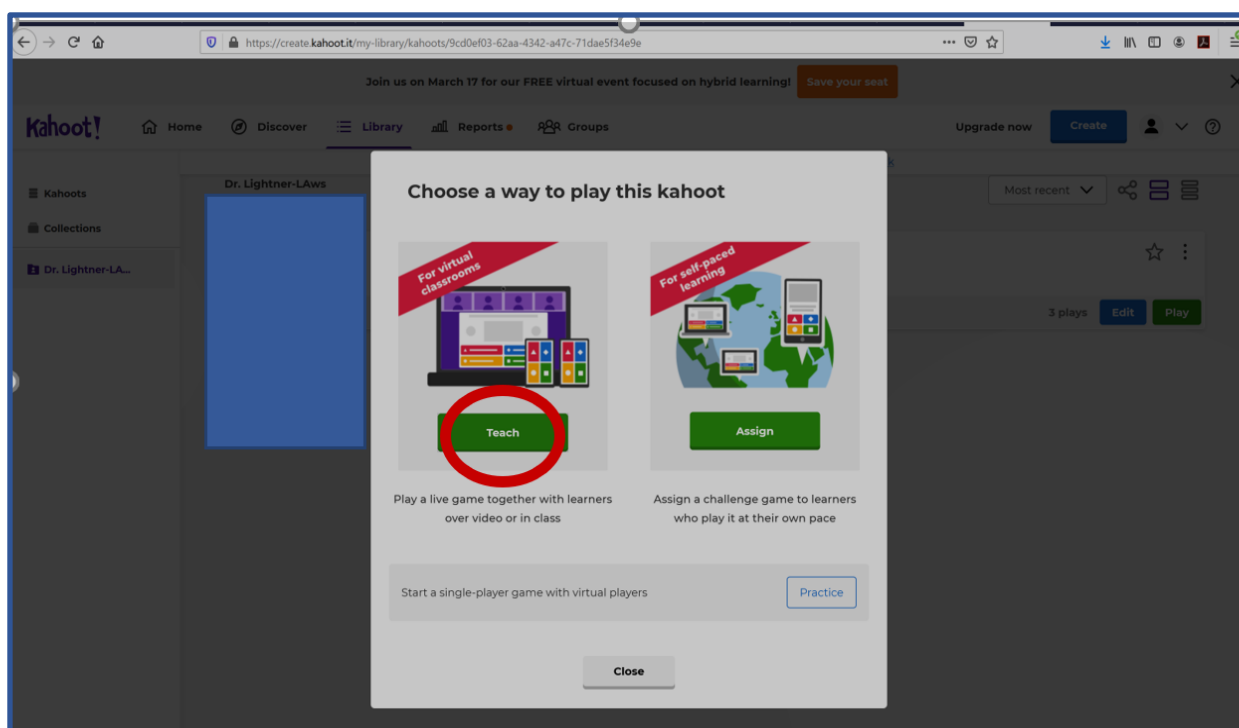 https://create.kahoot.it/my-library/kahoots/9cd0ef03-62aa-4342-a47c-71dae5f34e9e
Join us on March 17 for our FREE virtual event focused on hybrid learning! Save your seat
Kahoot! Home Discover Library Reports Groups Upgrade now Create
Kahoots
Collections
Dr. Lightner-LA...
Dr. Lightner-LAws
Most recent
3 plays Edit Play
Choose a way to play this kahoot
For virtual
classrooms
Teach
Play a live game together with learners
over video or in class
For self-paced
learning
Assign
Assign a challenge game to learners
who play it at their own pace
Start a single-player game with virtual players Practice
Close